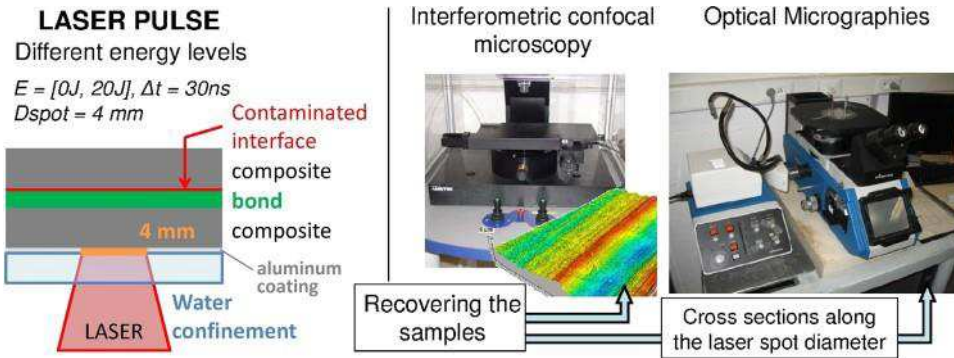 LASER PULSE
Different energy levels
E = [0J, 20J], Δt = 30ns
Dspot = 4 mm
Contaminated
interface
composite
bond
composite
4 mm
aluminum
coating
Water
confinement
LASER
Interferometric confocal
microscopy
Recovering the
samples
Optical Micrographies
Cross sections along
the laser spot diameter